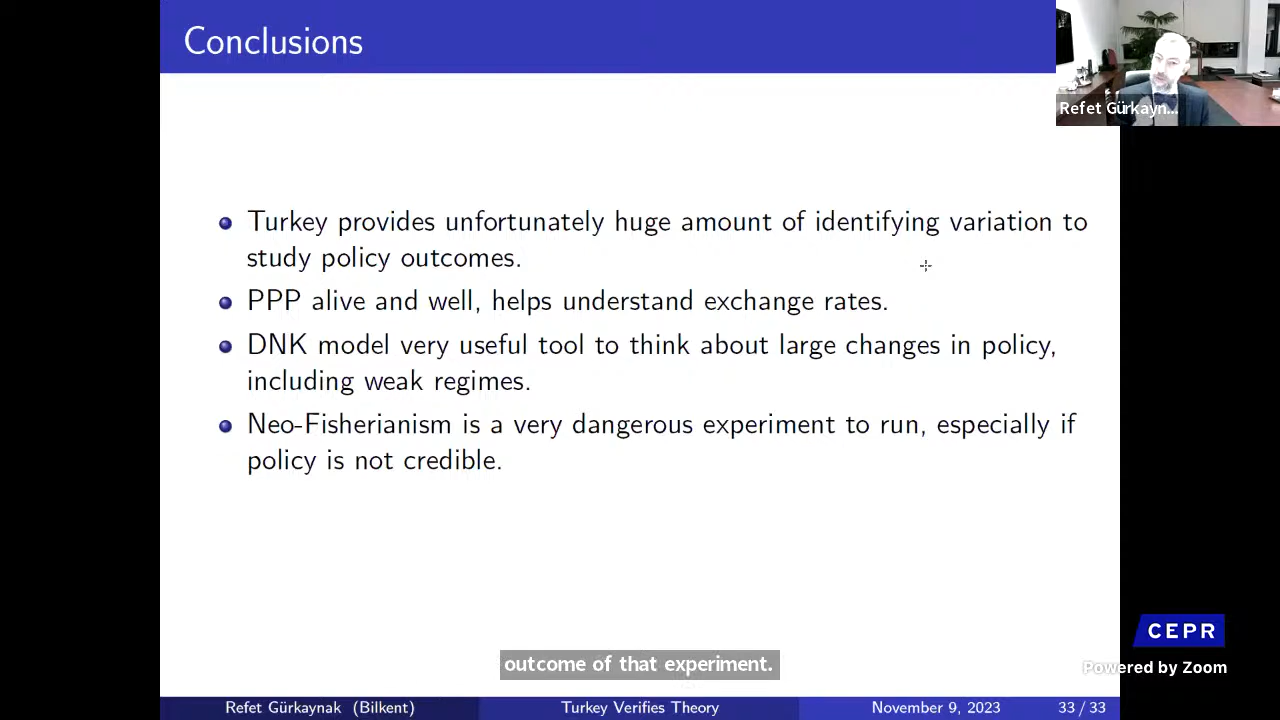 Conclusions
Refet Gürkayn...
Turkey provides unfortunately huge amount of identifying variation to
study policy outcomes.
PPP alive and well, helps understand exchange rates.
DNK model very useful tool to think about large changes in policy,
including weak regimes.
Neo-Fisherianism is a very dangerous experiment to run, especially if
policy is not credible.
CEPR
outcome of that experiment.
Powered by Zoom
Refet Gürkaynak (Bilkent) Turkey Verifies Theory November 9, 2023 33 / 33